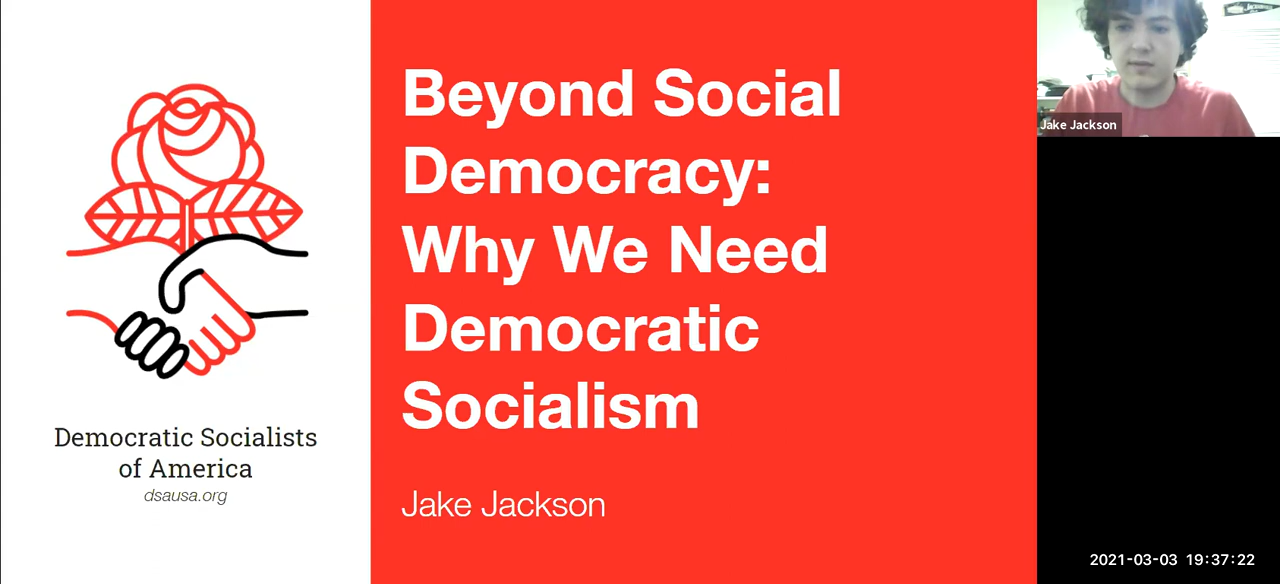 Beyond Social
Democracy:
Why We Need
Democratic
Socialism
Jake Jackson
Democratic Socialists
of America
dsausa.org
Jake Jackson
2021-03-03 19:37:22